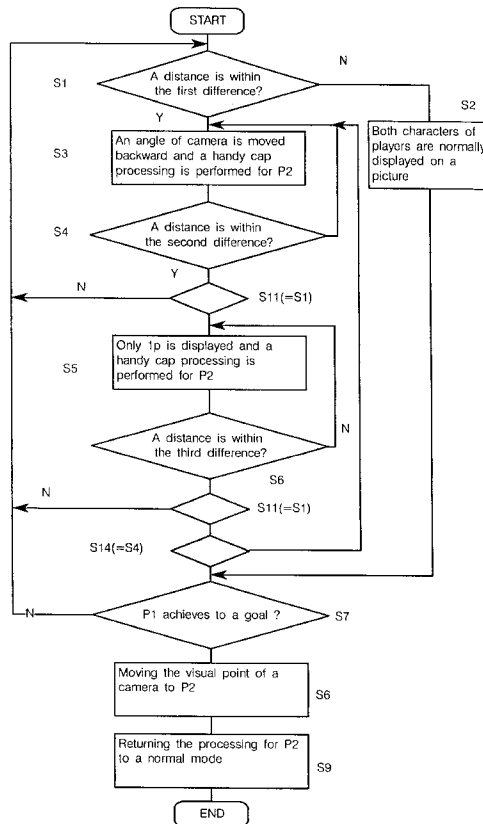 START
A distance is within
the first difference?
N
S1
S2
Y
Both characters of
players are normally
displayed on a
picture
An angle of camera is moved
backward and a handy cap
processing is performed for P2
S3
A distance is within
the second difference?
S4
Y
N
S11(=S1)
Only 1p is displayed and a
handy cap processing is
performed for P2
S5
A distance is within
the third difference?
N
S6
N
S11(=S1)
S14(=S4)
P1 achieves to a goal ?
N
S7
Moving the visual point of a
camera to P2
S6
Returning the processing for P2
to a normal mode
S9
END